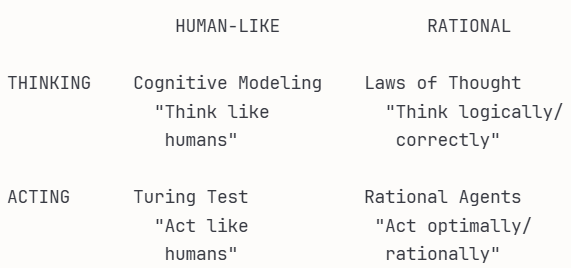 HUMAN-LIKE RATIONAL
THINKING Cognitive Modeling Laws of Thought
"Think like "Think logically/
humans" correctly"
ACTING Turing Test Rational Agents
"Act like "Act optimally/
humans" rationally"